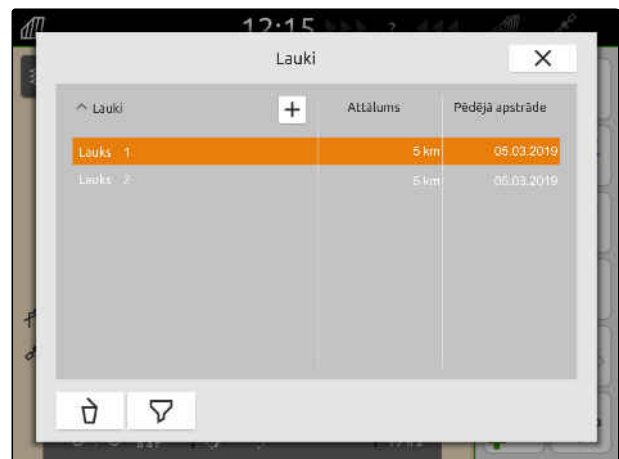 12:15
Lauki
^ Lauki + Attālums Pēdējā apstrāde
Lauks 1 5 km 05.03.2019
Lauks 2 5 km 05.03.2019